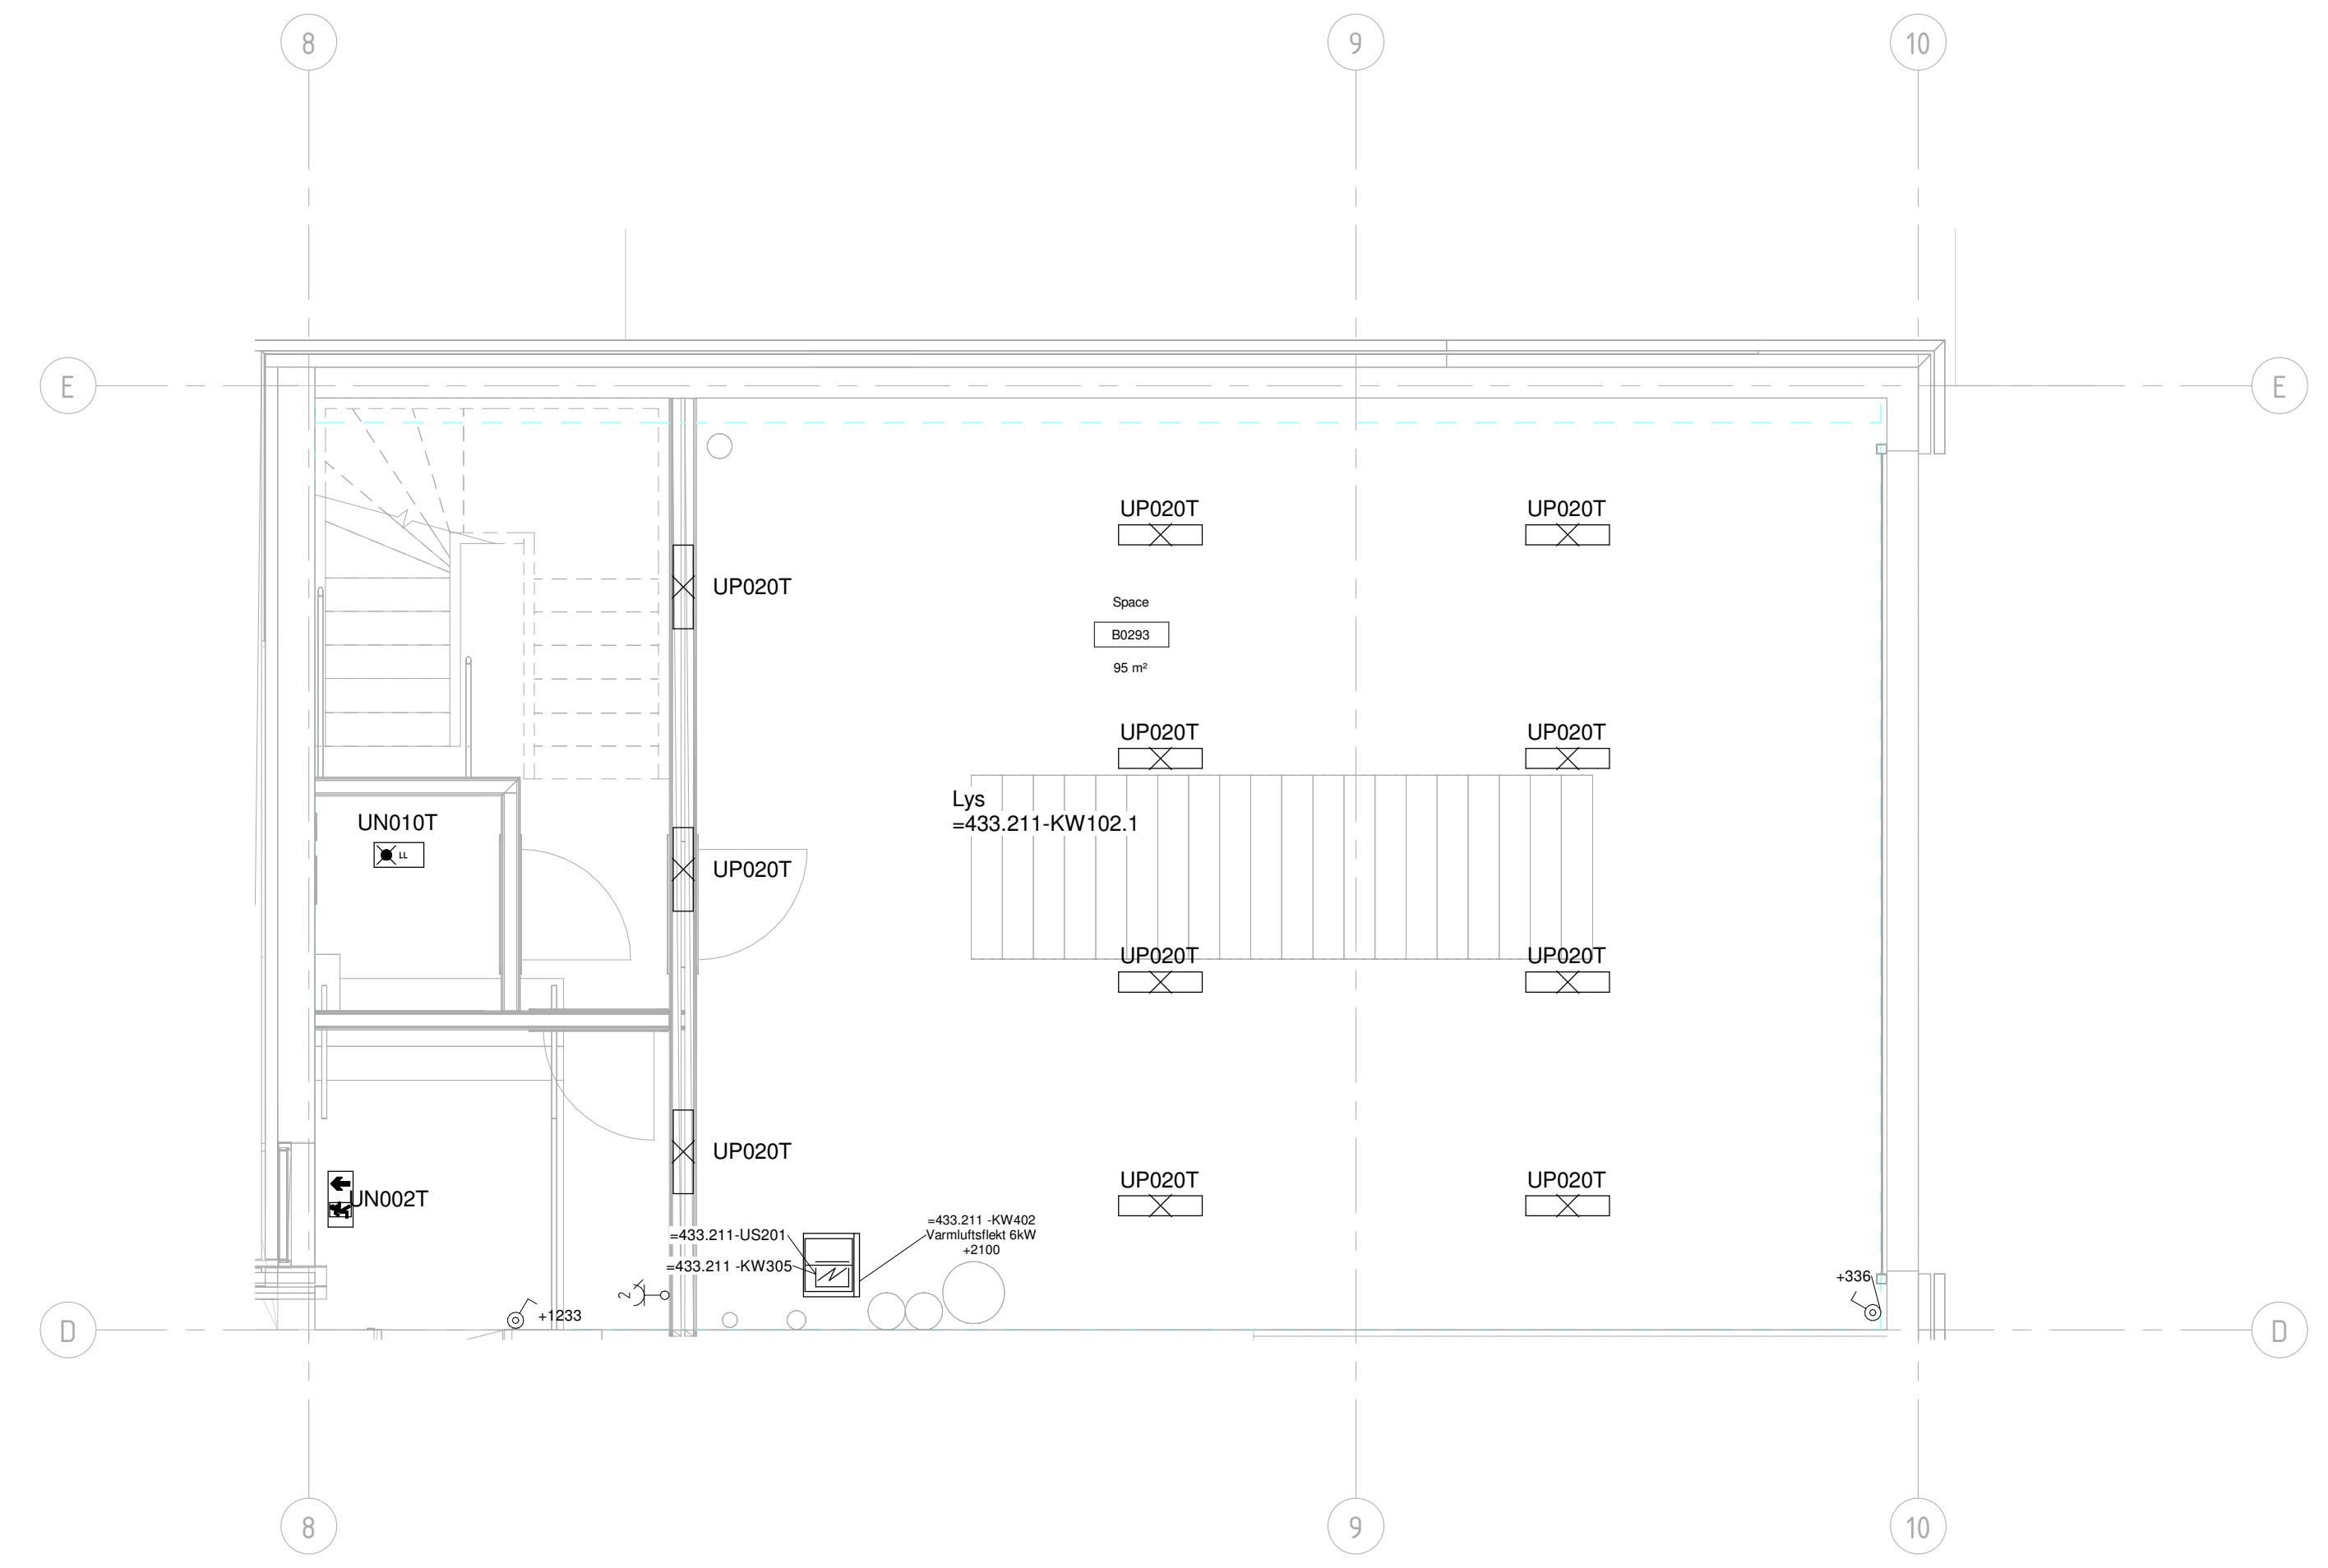 8
9
10
E
E
UP020T
UP020T
UP020T
Space
B0293
95 m²
UP020T
UP020T
Lys
=433.211-KW102.1
UN010T
LL
UP020T
UP020T
UP020T
UP020T
UP020T
UP020T
UN002T
=433.211 -KW402
Varmluftsflekt 6kW
+2100
=433.211-US201
=433.211 -KW305
2
+336
+1233
D
D
8
9
10